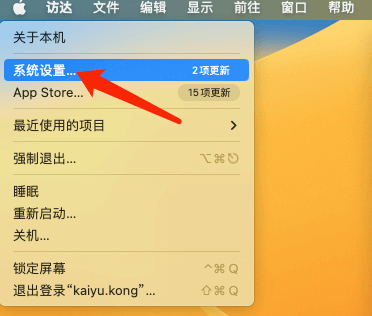 访达 文件 编辑 显示 前往 窗口 帮助
关于本机
系统设置... 2项更新
App Store... 15项更新
最近使用的项目
强制退出... ⌥⌘⎋
睡眠
重新启动...
关机...
锁定屏幕 ^⌘Q
退出登录“kaiyu.kong”... ⇧⌘Q